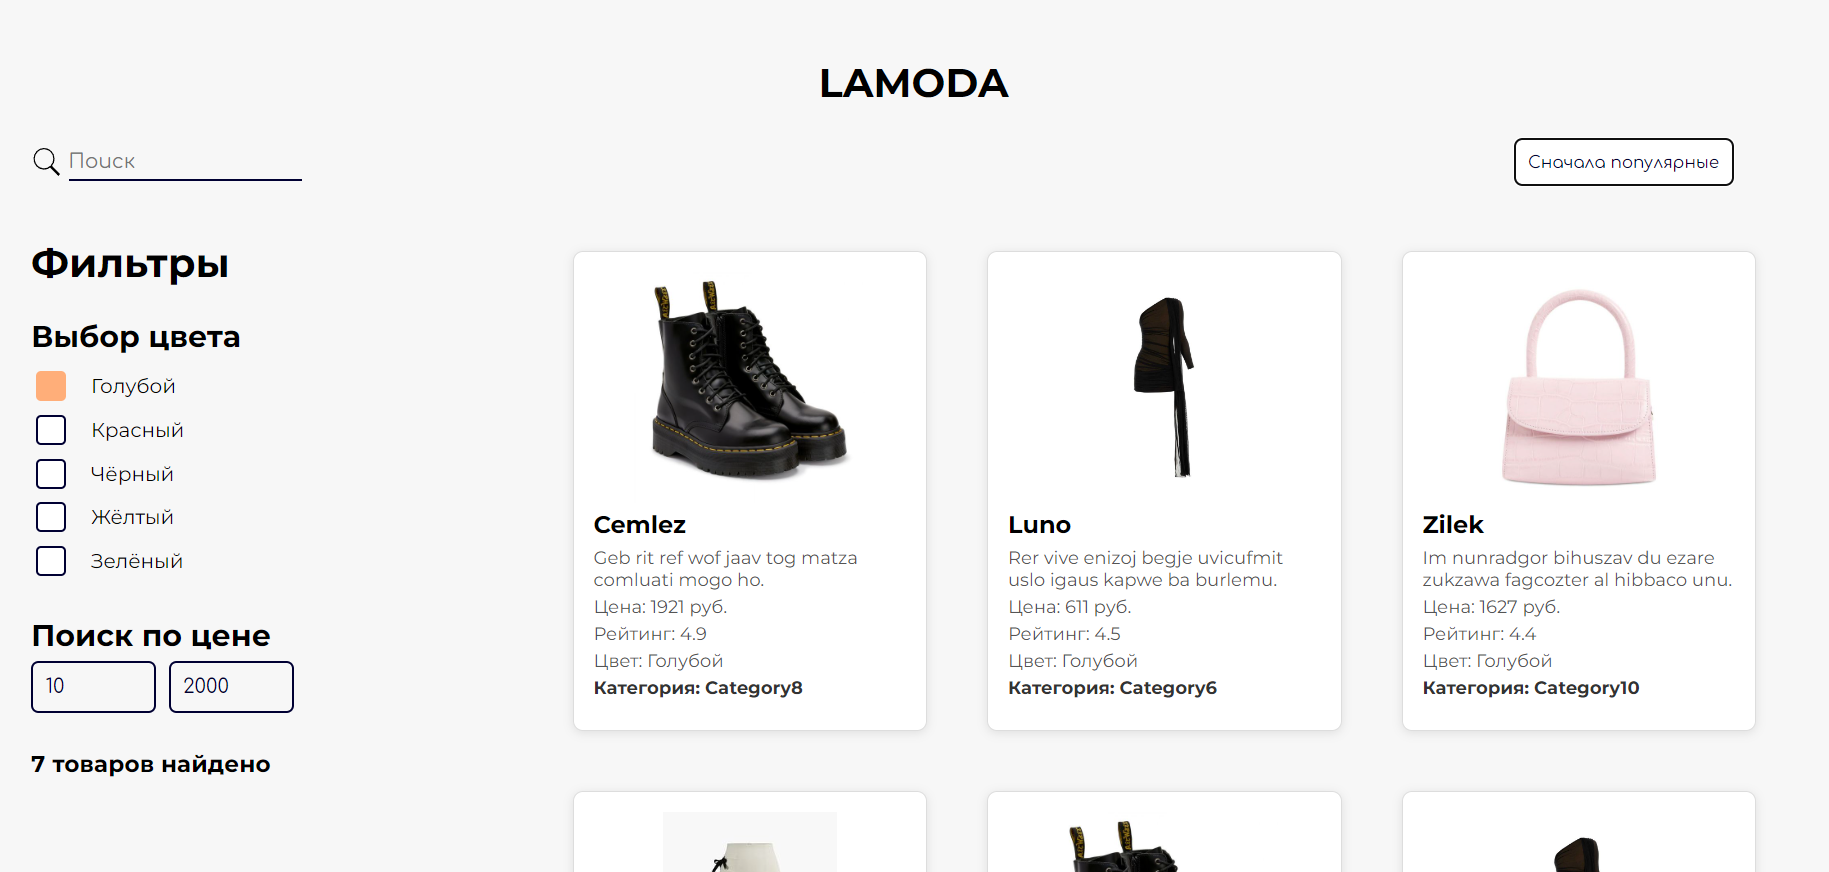 LAMODA
Поиск
Сначала популярные
Фильтры
Выбор цвета
Голубой
Красный
Чёрный
Жёлтый
Зелёный
Поиск по цене
10
2000
7 товаров найдено
Cemlez
Geb rit ref wof jaav tog matza
comluati mogo ho.
Цена: 1921 руб.
Рейтинг: 4.9
Цвет: Голубой
Категория: Category8
Luno
Rer vive enizoj begje uvicufmit
uslo igaus kapwe ba burlemu.
Цена: 611 руб.
Рейтинг: 4.5
Цвет: Голубой
Категория: Category6
Zilek
Im nunradgor bihuszav du ezare
zukzawa fagcozter al hibbaco unu.
Цена: 1627 руб.
Рейтинг: 4.4
Цвет: Голубой
Категория: Category10